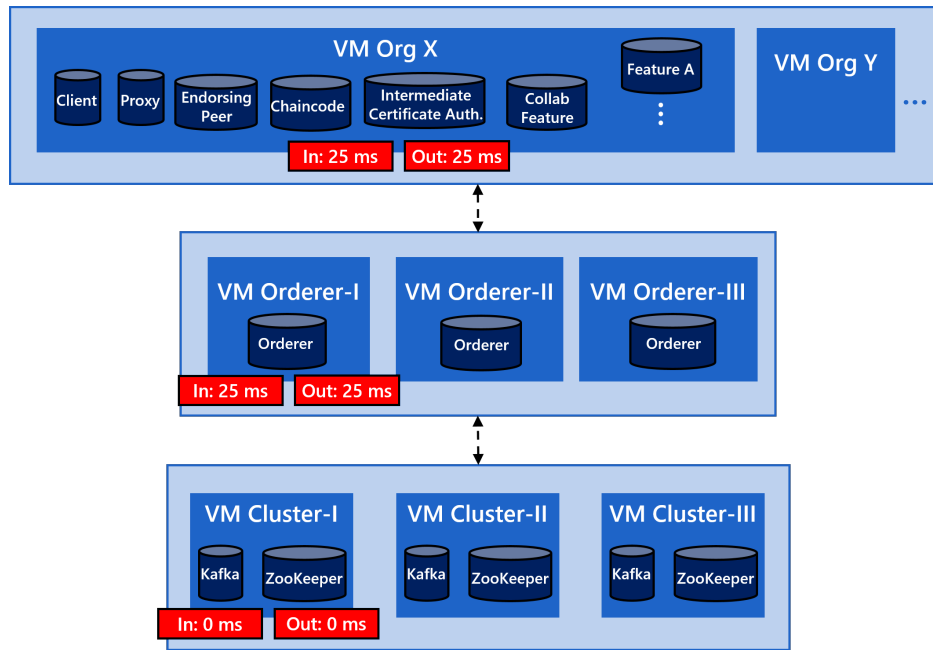 VM Org X
VM Org Y
Client
Proxy
Endorsing
Peer
Chaincode
Intermediate
Certificate Auth.
Collab
Feature
Feature A
In: 25 ms
Out: 25 ms
VM Orderer-I
VM Orderer-II
VM Orderer-III
Orderer
Orderer
Orderer
In: 25 ms
Out: 25 ms
VM Cluster-I
VM Cluster-II
VM Cluster-III
Kafka
ZooKeeper
Kafka
ZooKeeper
Kafka
ZooKeeper
In: 0 ms
Out: 0 ms